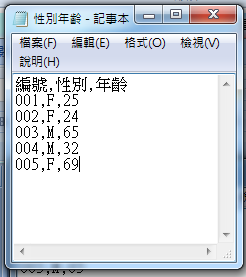 性別年齡 - 記事本
檔案(F) 編輯(E) 格式(O) 檢視(V)
說明(H)
編號,性別,年齡
001,F,25
002,F,24
003,M,65
004,M,32
005,F,69